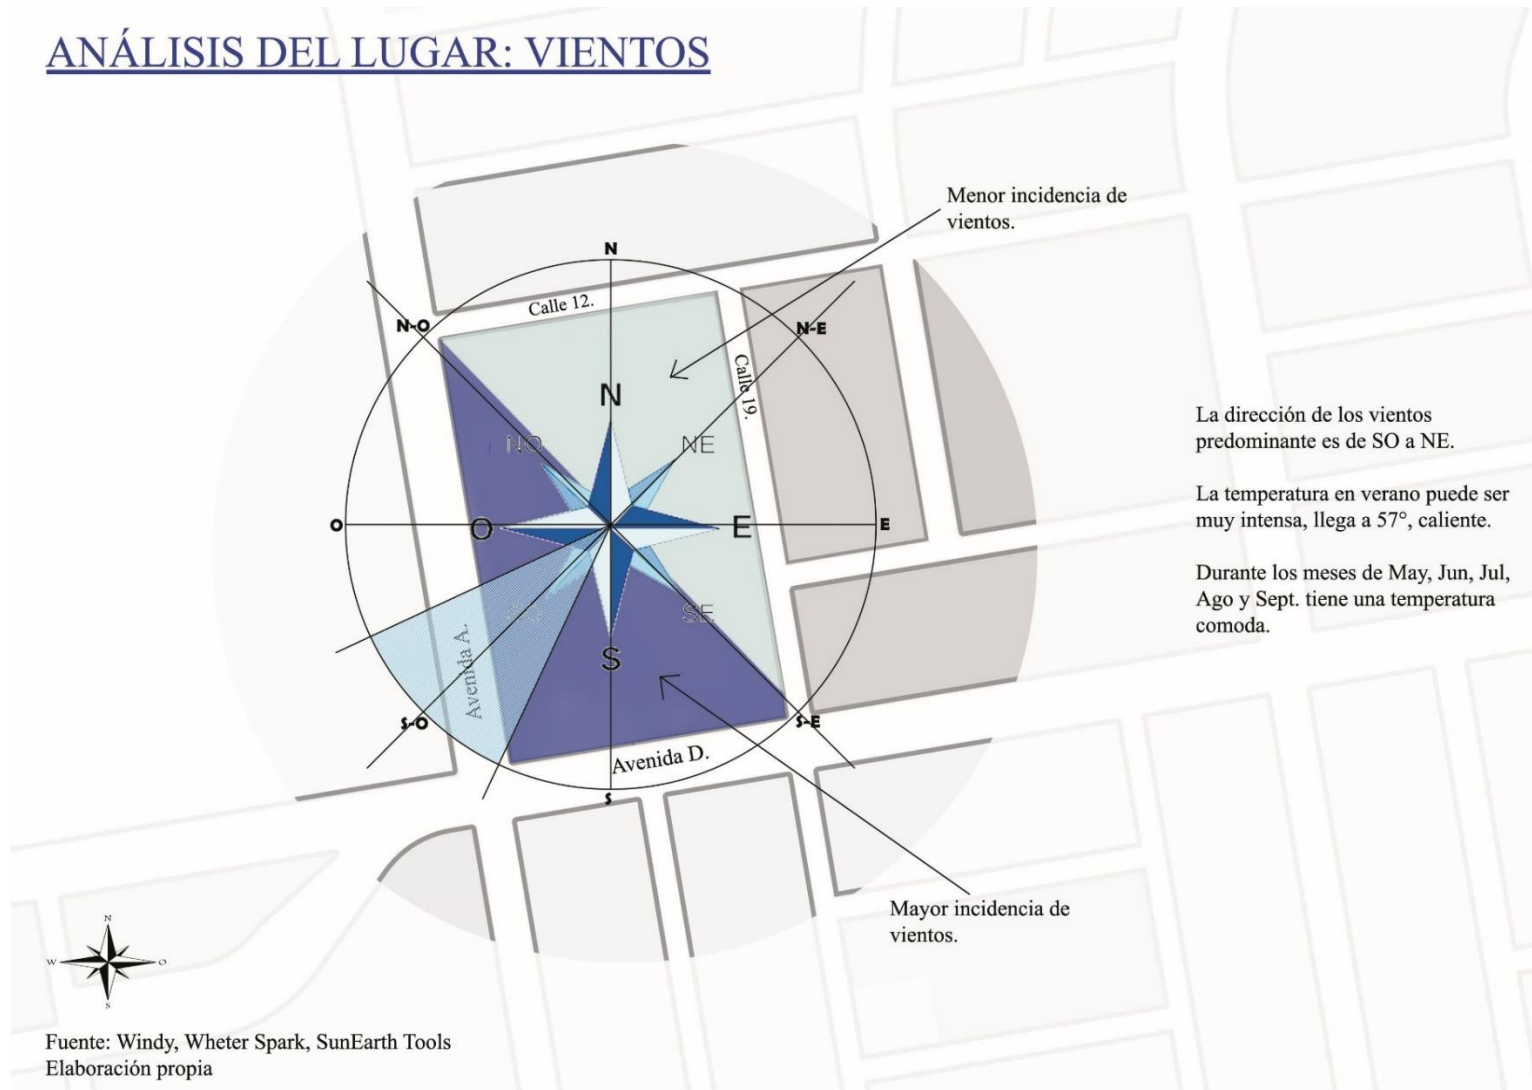 ANÁLISIS DEL LUGAR: VIENTOS
Menor incidencia de
vientos.
N
Calle 12.
N-O
N-E
Calle 19.
N
NO
NE
O
O
E
E
SO
SE
S
Avenida A.
S-O
S-E
Avenida D.
S
La dirección de los vientos
predominante es de SO a NE.
La temperatura en verano puede ser
muy intensa, llega a 57°, caliente.
Durante los meses de May, Jun, Jul,
Ago y Sept. tiene una temperatura
comoda.
Mayor incidencia de
vientos.
N
W
O
S
Fuente: Windy, Wheter Spark, SunEarth Tools
Elaboración propia